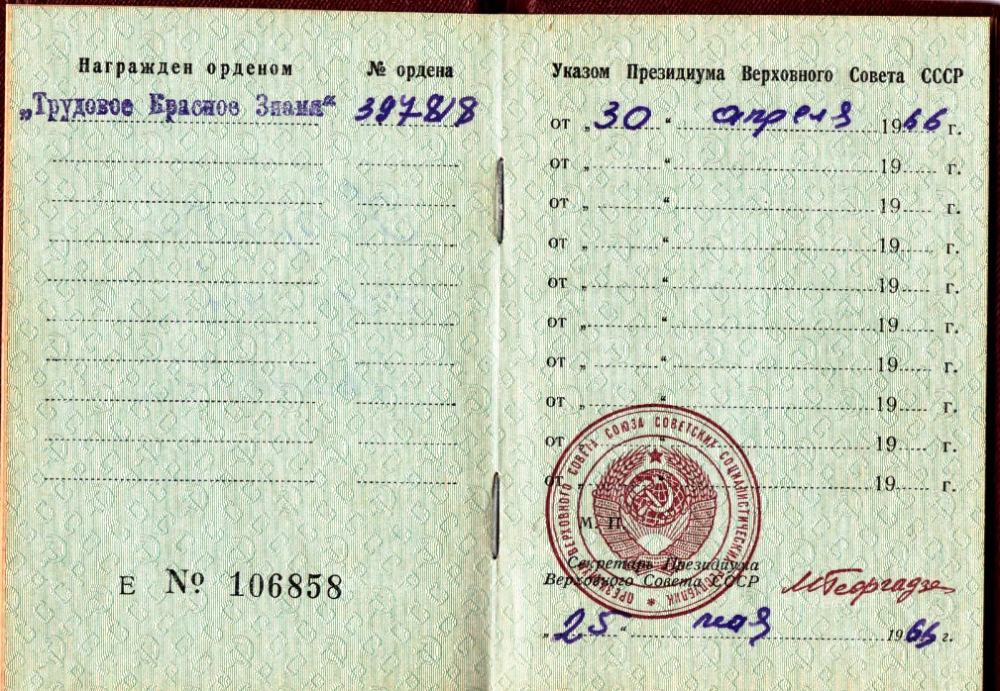 Награжден орденом
№ ордена
„Трудовое Красное Знамя“ 397818
Е № 106858
Указом Президиума Верховного Совета СССР
от „30“ апреля 1966 г.
от „ “ 19 г.
от „ “ 19 г.
от „ “ 19 г.
от „ “ 19 г.
от „ “ 19 г.
от „ “ 19 г.
от „ “ 19 г.
от „ “ 19 г.
от „ “ 19 г.
ПРЕЗИДИУМ ВЕРХОВНОГО СОВЕТА СОЮЗА СОВЕТСКИХ СОЦИАЛИСТИЧЕСКИХ РЕСПУБЛИК
М. П.
Секретарь Президиума
Верховного Совета СССР
МГеоргадзе
„25“ мая 1966 г.